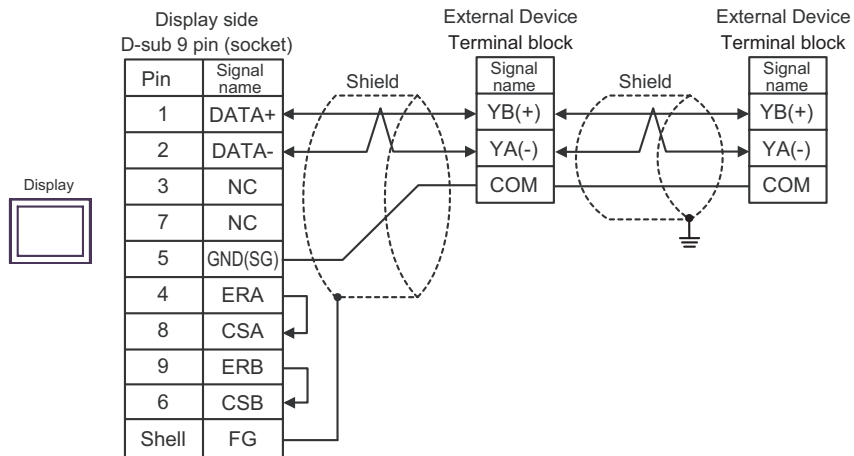 Display side
D-sub 9 pin (socket)
External Device
Terminal block
External Device
Terminal block
Pin Signal name
Shield
Signal name
Shield
Signal name
1 DATA+
YB(+)
YB(+)
2 DATA-
YA(-)
YA(-)
3 NC
COM
COM
Display
7 NC
5 GND(SG)
4 ERA
8 CSA
9 ERB
6 CSB
Shell FG